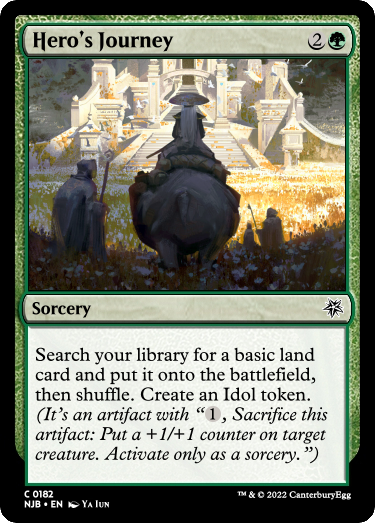 Hero's Journey 2
Sorcery
Search your library for a basic land
card and put it onto the battlefield,
then shuffle. Create an Idol token.
(It's an artifact with “1, Sacrifice this
artifact: Put a +1/+1 counter on target
creature. Activate only as a sorcery.”)
C 0182
NJB • EN Ya Lun
™ & © 2022 CanterburyEgg